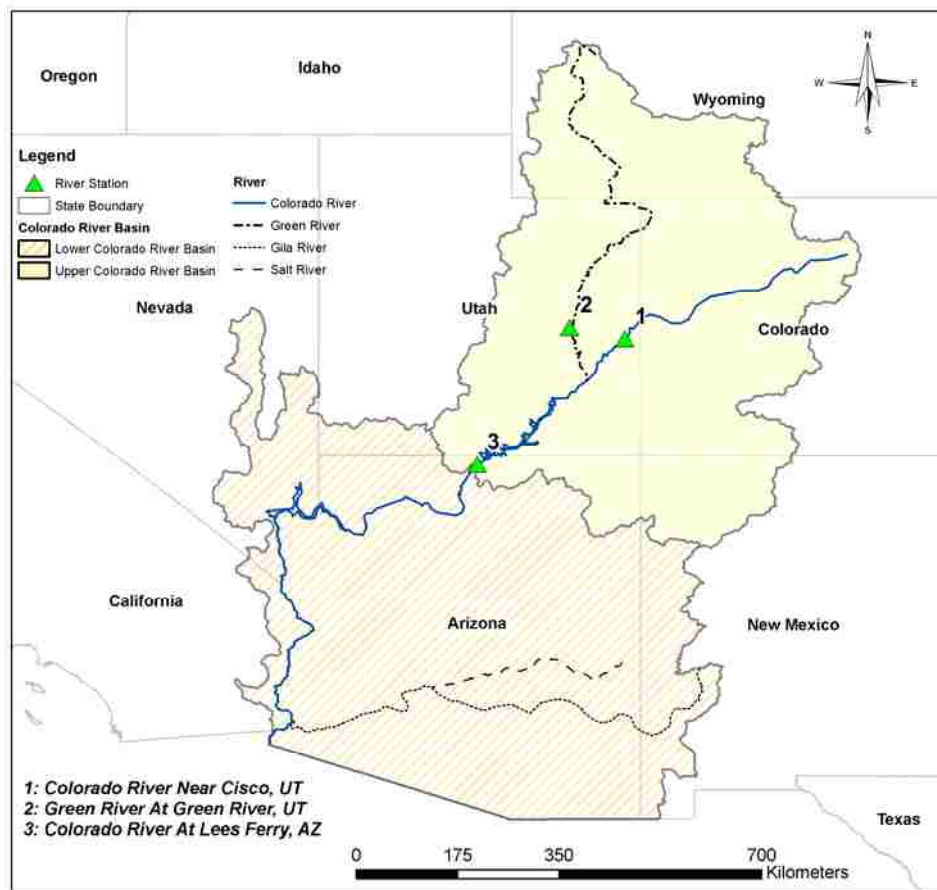 Oregon
Idaho
Wyoming
N
W
E
S
Legend
River Station
State Boundary
Colorado River Basin
Lower Colorado River Basin
Upper Colorado River Basin
River
Colorado River
Green River
Gila River
Salt River
Nevada
Utah
2
1
Colorado
3
California
Arizona
New Mexico
1: Colorado River Near Cisco, UT
2: Green River At Green River, UT
3: Colorado River At Lees Ferry, AZ
Texas
0 175 350 700
Kilometers